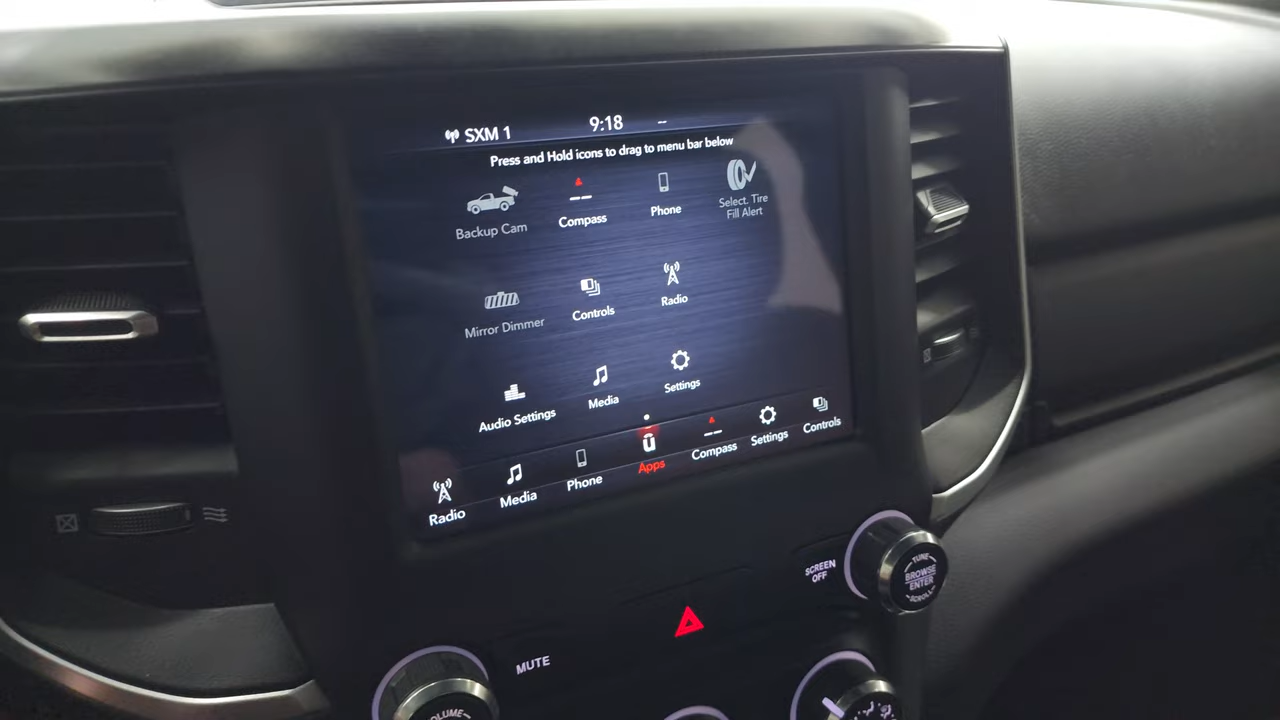 SXM 1
9:18
--
Press and Hold icons to drag to menu bar below
Backup Cam
Compass
Phone
Select. Tire
Fill Alert
Mirror Dimmer
Controls
Radio
Audio Settings
Media
Settings
Radio
Media
Phone
Apps
Compass
Settings
Controls
SCREEN
OFF
TUNE
BROWSE
ENTER
SCROLL
MUTE
VOLUME